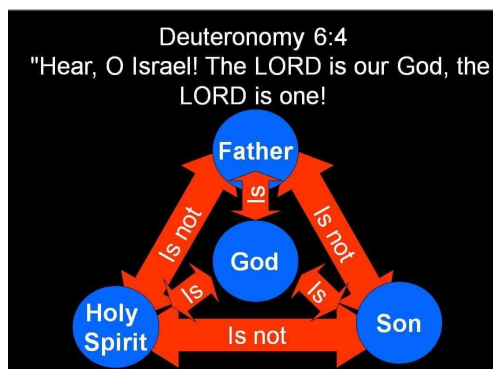 Deuteronomy 6:4
"Hear, O Israel! The LORD is our God, the
LORD is one!
Father
Is not
Is
Is not
God
Is
Is
Holy
Spirit
Is not
Son